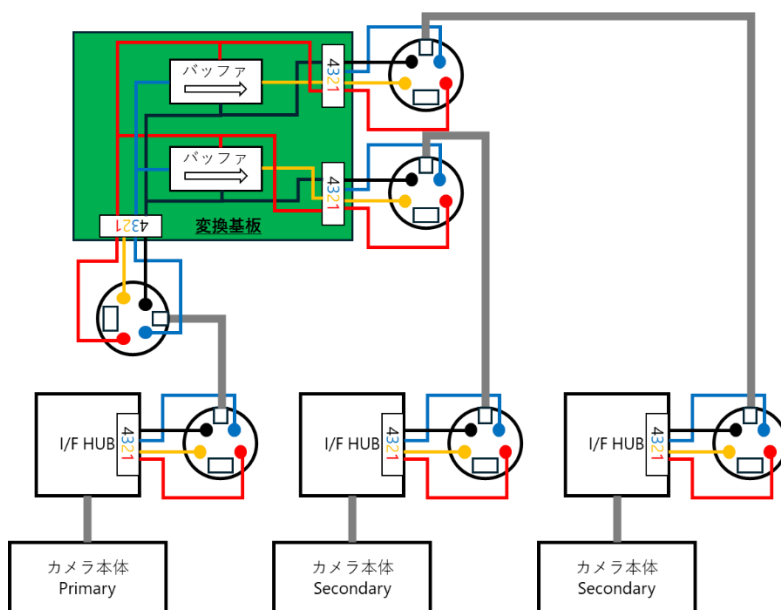 バッファ
4321
バッファ
4321
4321
変換基板
I/F HUB
4321
I/F HUB
4321
I/F HUB
4321
カメラ本体
Primary
カメラ本体
Secondary
カメラ本体
Secondary